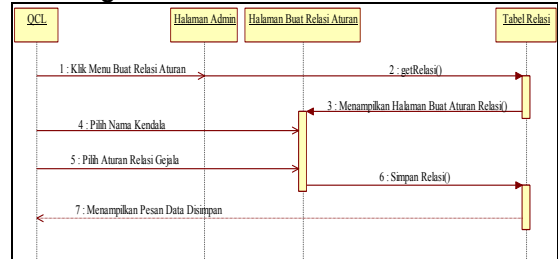 QCL
Halaman Admin
Halaman Buat Relasi Aturan
Tabel Relasi
1 : Klik Menu Buat Relasi Aturan
2 : getRelasi()
3 : Menampilkan Halaman Buat Aturan Relasi()
4 : Pilih Nama Kendala
5 : Pilih Aturan Relasi Gejala
6 : Simpan Relasi()
7 : Menampilkan Pesan Data Disimpan